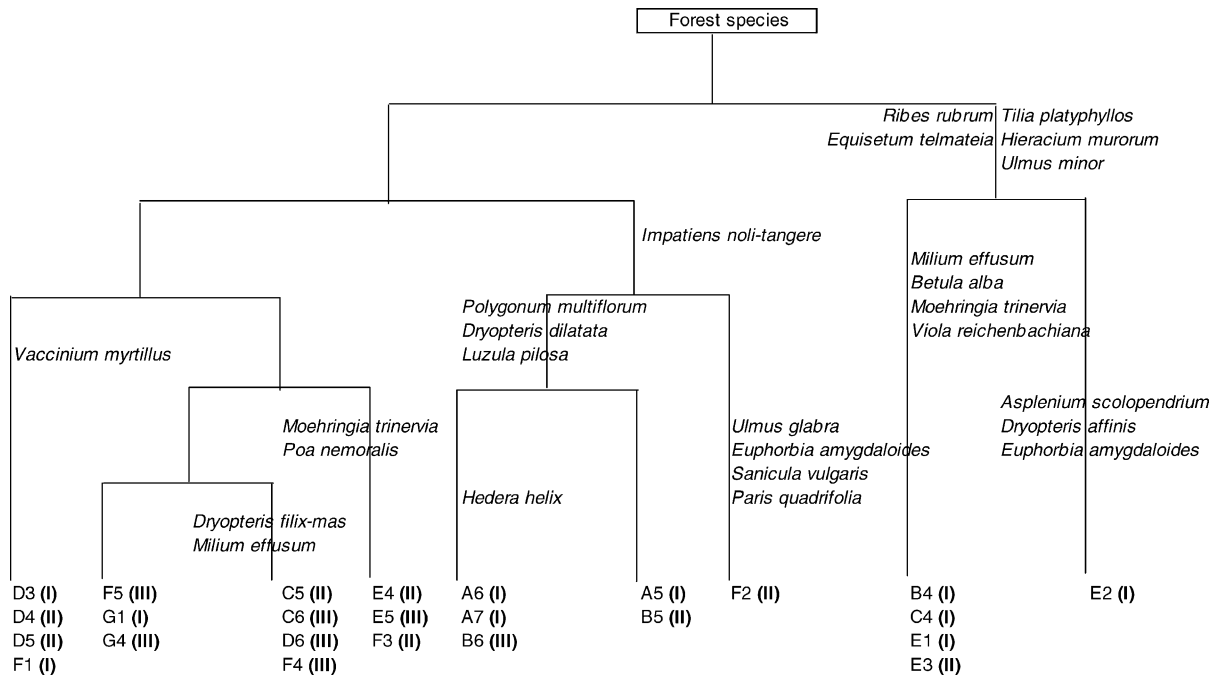 Forest species
Ribes rubrum Tilia platyphyllos
Equisetum telmateia Hieracium murorum
Ulmus minor
Impatiens noli-tangere
Milium effusum
Betula alba
Moehringia trinervia
Viola reichenbachiana
Polygonum multiflorum
Dryopteris dilatata
Luzula pilosa
Vaccinium myrtillus
Asplenium scolopendrium
Dryopteris affinis
Euphorbia amygdaloides
Moehringia trinervia
Poa nemoralis
Ulmus glabra
Euphorbia amygdaloides
Sanicula vulgaris
Paris quadrifolia
Hedera helix
Dryopteris filix-mas
Milium effusum
D3 (I) F5 (III) C5 (II) E4 (II) A6 (I) A5 (I) F2 (II) B4 (I) E2 (I)
D4 (II) G1 (I) C6 (III) E5 (III) A7 (I) B5 (II) C4 (I)
D5 (II) G4 (III) D6 (III) F3 (II) B6 (III) E1 (I)
F1 (I) F4 (III) E3 (II)